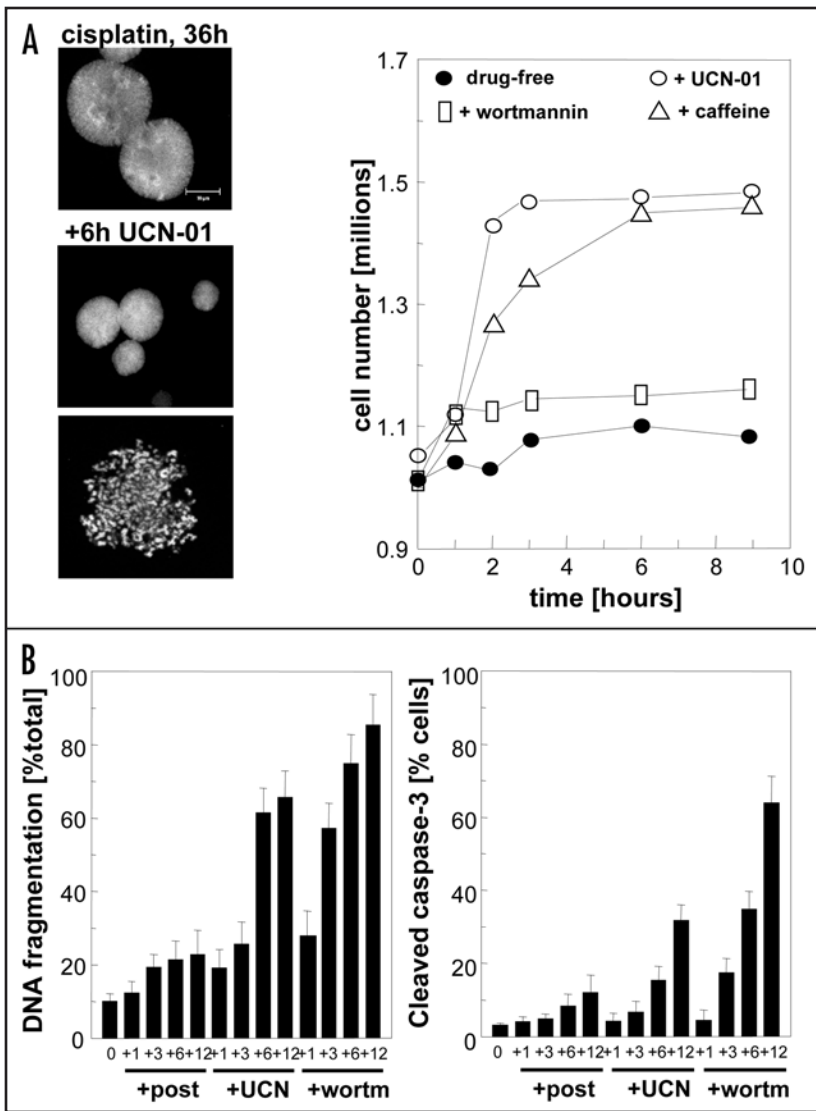 A
cisplatin, 36h
+6h UCN-01
cell number [millions]
1.7
1.5
1.3
1.1
0.9
drug-free
+ UCN-01
+ wortmannin
+ caffeine
0 2 4 6 8 10
time [hours]
B
DNA fragmentation [%total]
100
80
60
40
20
0
0 +1 +3 +6 +12 +1 +3 +6 +12 +1 +3 +6 +12
+post +UCN +wortm
Cleaved caspase-3 [% cells]
100
80
60
40
20
0
0 +1 +3 +6 +12 +1 +3 +6 +12 +1 +3 +6 +12
+post +UCN +wortm